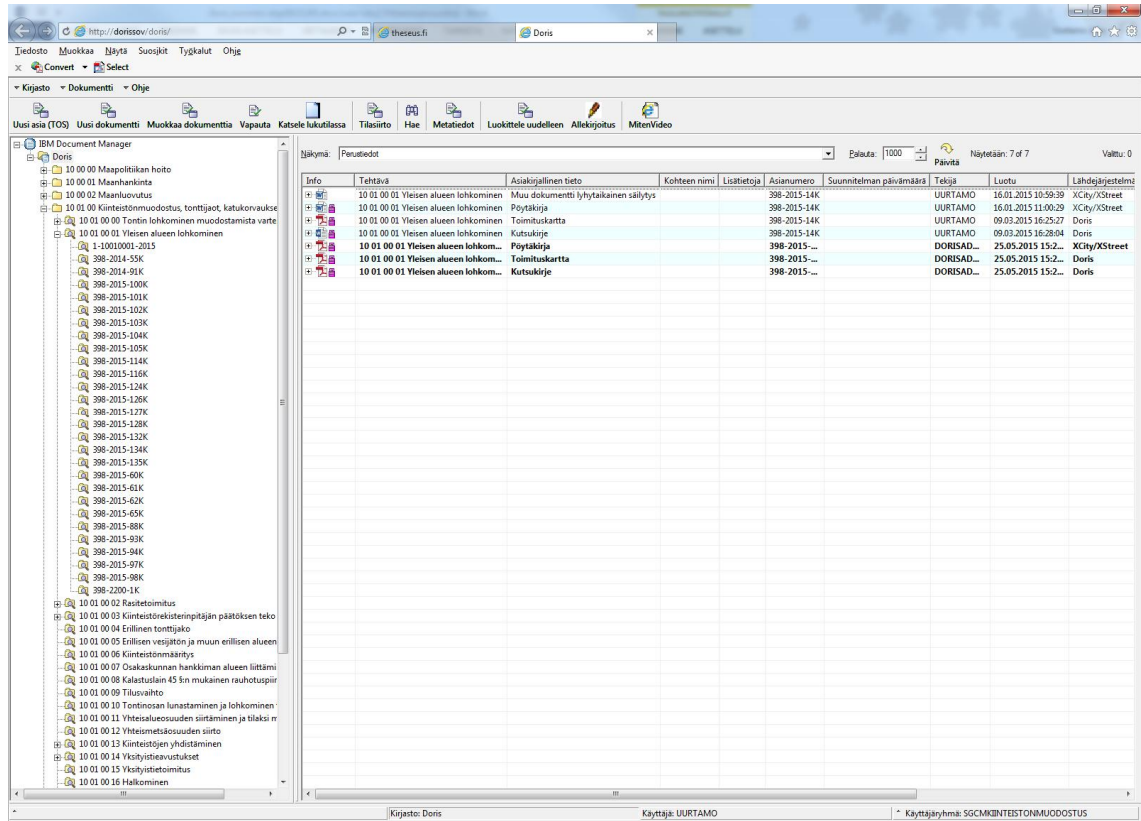 http://dorissov/doris/ theseus.fi Doris
Tiedosto Muokkaa Näytä Suosikit Työkalut Ohje
Convert Select
Kirjasto Dokumentti Ohje
Uusi asia (TOS) Uusi dokumentti Muokkaa dokumenttia Vapauta Katsele lukutilassa Tilasiirto Hae Metatiedot Luokittele uudelleen Allekirjoitus MitenVideo
IBM Document Manager
Doris
10 00 00 Maapolitiikan hoito
10 00 01 Maanhankinta
10 00 02 Maanluovutus
10 01 00 Kiinteistönmuodostus, tonttijaot, katukorvaukse
10 01 00 00 Tontin lohkominen muodostamista varte
10 01 00 01 Yleisen alueen lohkominen
1-10010001-2015
398-2014-55K
398-2014-91K
398-2015-100K
398-2015-101K
398-2015-102K
398-2015-103K
398-2015-104K
398-2015-105K
398-2015-114K
398-2015-116K
398-2015-124K
398-2015-126K
398-2015-127K
398-2015-128K
398-2015-132K
398-2015-134K
398-2015-135K
398-2015-60K
398-2015-61K
398-2015-62K
398-2015-65K
398-2015-88K
398-2015-93K
398-2015-94K
398-2015-97K
398-2015-98K
398-2200-1K
10 01 00 02 Rasitetoimitus
10 01 00 03 Kiinteistörekisterinpitäjän päätöksen teko
10 01 00 04 Erillinen tonttijako
10 01 00 05 Erillisen vesijätön ja muun erillisen alueen
10 01 00 06 Kiinteistönmääritys
10 01 00 07 Osakaskunnan hankkiman alueen liittämi
10 01 00 08 Kalastuslain 45 §:n mukainen rauhoituspiir
10 01 00 09 Tilusvaihto
10 01 00 10 Tontinosan lunastaminen ja lohkominen
10 01 00 11 Yhteisalueosuuden siirtäminen ja tilaksi m
10 01 00 12 Yhteismetsäosuuden siirto
10 01 00 13 Kiinteistöjen yhdistäminen
10 01 00 14 Yksityistieavustukset
10 01 00 15 Yksityistietoimitus
10 01 00 16 Halkominen
Näkymä: Perustiedot Palauta: 1000 Päivitä Näytetään: 7 of 7 Valittu: 0
Info Tehtävä Asiakirjallinen tieto Kohteen nimi Lisätietoja Asianumero Suunnitelman päivämäärä Tekijä Luotu Lähdejärjestelmä
10 01 00 01 Yleisen alueen lohkominen Muu dokumentti lyhytaikainen säilytys 398-2015-14K UURTAMO 16.01.2015 10:59:39 XCity/XStreet
10 01 00 01 Yleisen alueen lohkominen Pöytäkirja 398-2015-14K UURTAMO 16.01.2015 11:00:29 XCity/XStreet
10 01 00 01 Yleisen alueen lohkominen Toimituskartta 398-2015-14K UURTAMO 09.03.2015 16:25:27 Doris
10 01 00 01 Yleisen alueen lohkominen Kutsukirje 398-2015-14K UURTAMO 09.03.2015 16:28:04 Doris
10 01 00 01 Yleisen alueen lohkom... Pöytäkirja 398-2015-... DORISAD... 25.05.2015 15:2... XCity/XStreet
10 01 00 01 Yleisen alueen lohkom... Toimituskartta 398-2015-... DORISAD... 25.05.2015 15:2... Doris
10 01 00 01 Yleisen alueen lohkom... Kutsukirje 398-2015-... DORISAD... 25.05.2015 15:2... Doris
Kirjasto: Doris Käyttäjä: UURTAMO Käyttäjäryhmä: SGCMKIINTEISTONMUODOSTUS